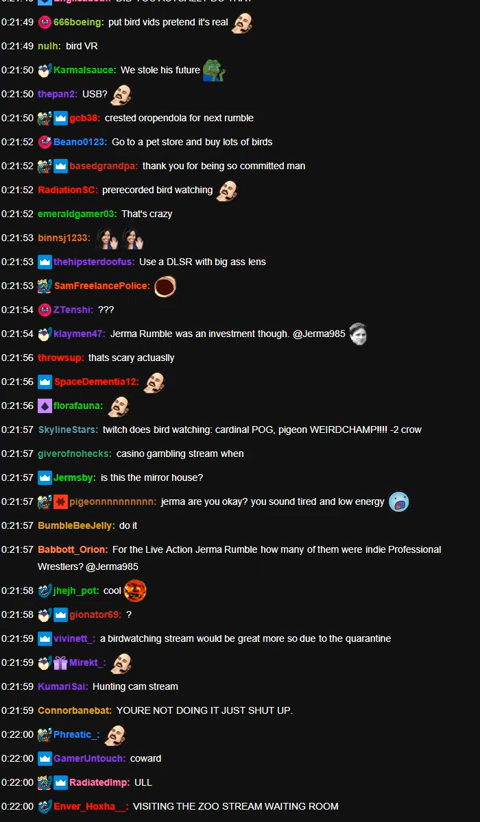 0:21:49 666boeing: put bird vids pretend it's real
0:21:49 nulh: bird VR
0:21:50 Karmalsauce: We stole his future
0:21:50 thepan2: USB?
0:21:50 gcb38: crested oropendola for next rumble
0:21:52 Beano0123: Go to a pet store and buy lots of birds
0:21:52 basedgrandpa: thank you for being so committed man
0:21:52 RadiationSC: prerecorded bird watching
0:21:52 emeraldgamer03: That's crazy
0:21:53 binnsj1233:
0:21:53 thehipsterdoofus: Use a DLSR with big ass lens
0:21:53 SamFreelancePolice:
0:21:54 ZTenshi: ???
0:21:54 klaymen47: Jerma Rumble was an investment though. @Jerma985
0:21:56 throwsup: thats scary actuaslly
0:21:56 SpaceDementia12:
0:21:56 florafauna:
0:21:57 SkylineStars: twitch does bird watching: cardinal POG, pigeon WEIRDCHAMP!!!! -2 crow
0:21:57 giverofnohecks: casino gambling stream when
0:21:57 Jermsby: is this the mirror house?
0:21:57 pigeonnnnnnnnnn: jerma are you okay? you sound tired and low energy
0:21:57 BumbleBeeJelly: do it
0:21:57 Babbott_Orion: For the Live Action Jerma Rumble how many of them were indie Professional
Wrestlers? @Jerma985
0:21:58 jhejh_pot: cool
0:21:58 gionator69: ?
0:21:59 vivinett_: a birdwatching stream would be great more so due to the quarantine
0:21:59 Mirekt_:
0:21:59 KumariSai: Hunting cam stream
0:21:59 Connorbanebat: YOURE NOT DOING IT JUST SHUT UP.
0:22:00 Phreatic_:
0:22:00 GamerUntouch: coward
0:22:00 RadiatedImp: ULL
0:22:00 Enver_Hoxha__: VISITING THE ZOO STREAM WAITING ROOM